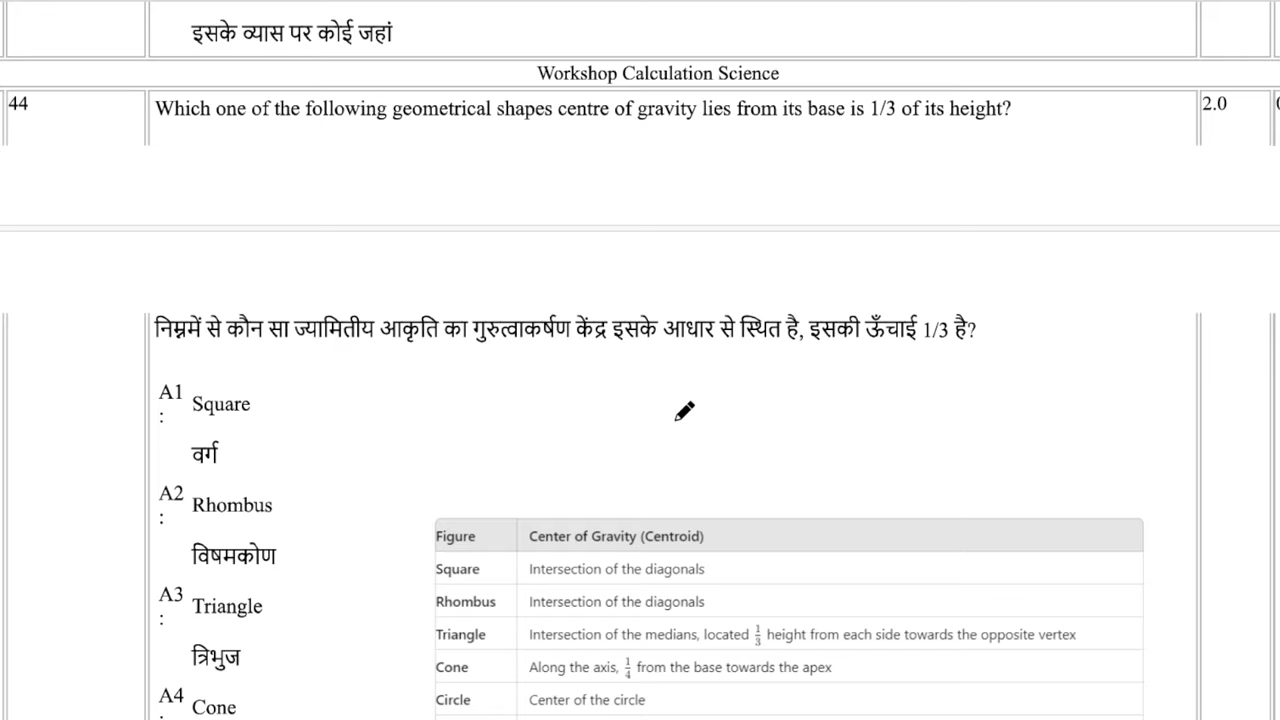 इसके व्यास पर कोई जहां
Workshop Calculation Science
44
Which one of the following geometrical shapes centre of gravity lies from its base is 1/3 of its height?
2.0
निम्नमें से कौन सा ज्यामितीय आकृति का गुरुत्वाकर्षण केंद्र इसके आधार से स्थित है, इसकी ऊँचाई 1/3 है?
A1 : Square
वर्ग
A2 : Rhombus
विषमकोण
A3 : Triangle
त्रिभुज
A4 : Cone
Figure Center of Gravity (Centroid)
Square Intersection of the diagonals
Rhombus Intersection of the diagonals
Triangle Intersection of the medians, located 1/3 height from each side towards the opposite vertex
Cone Along the axis, 1/4 from the base towards the apex
Circle Center of the circle